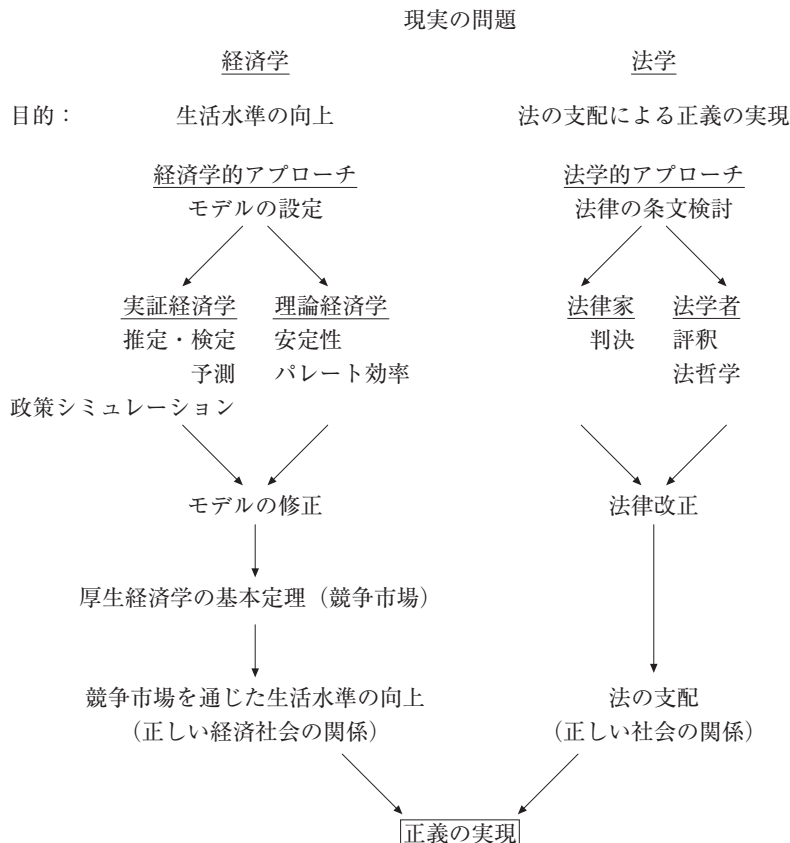 現実の問題
経済学 法学
目的： 生活水準の向上 法の支配による正義の実現
経済学的アプローチ 法学的アプローチ
モデルの設定 法律の条文検討
実証経済学 理論経済学 法律家 法学者
推定・検定 安定性 判決 評釈
予測 パレート効率 法哲学
政策シミュレーション
モデルの修正 法律改正
厚生経済学の基本定理（競争市場）
競争市場を通じた生活水準の向上 法の支配
（正しい経済社会の関係） （正しい社会の関係）
正義の実現